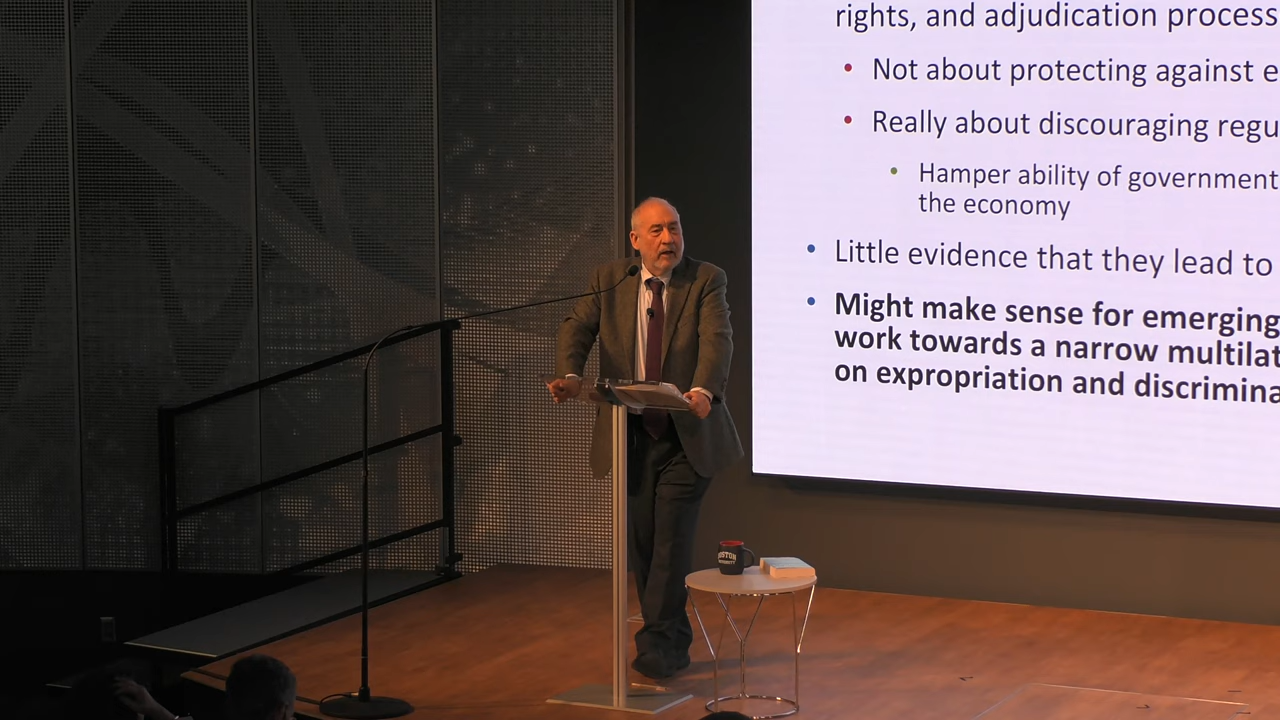 rights, and adjudication process
Not about protecting against e
Really about discouraging regu
Hamper ability of government
the economy
Little evidence that they lead to
Might make sense for emerging
work towards a narrow multilat
on expropriation and discrimina
BOSTON